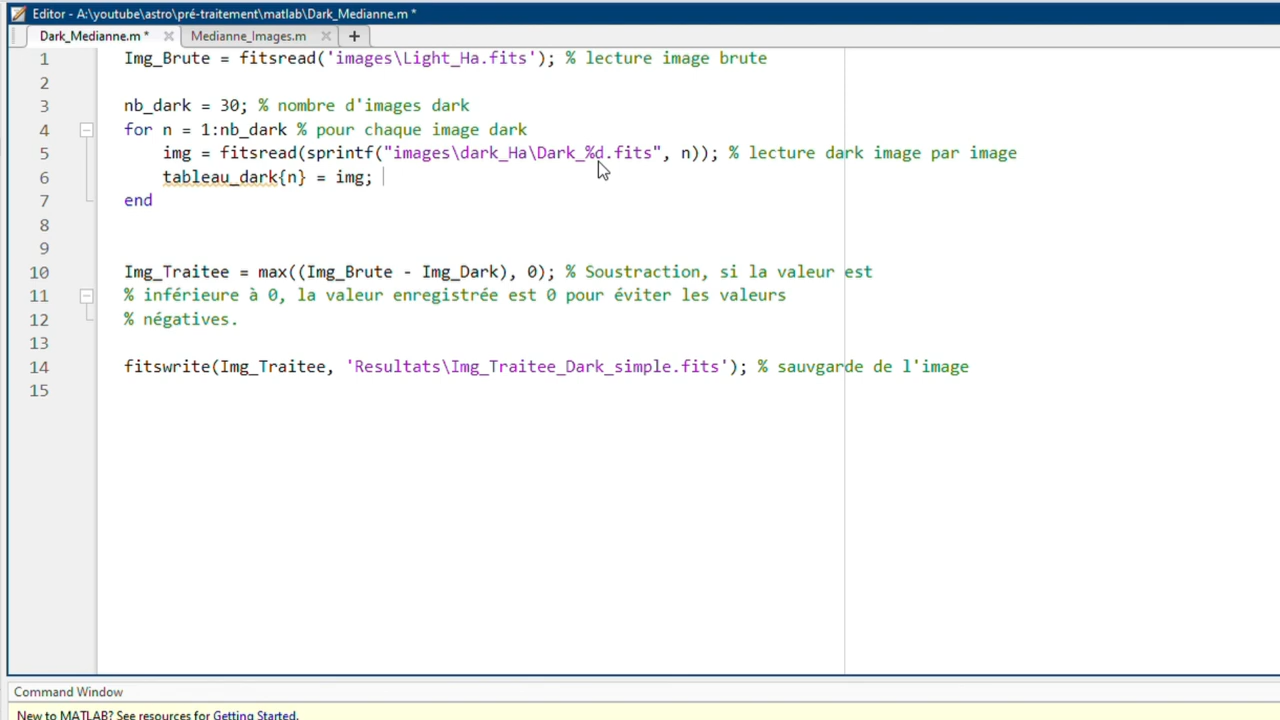 Editor - A:\youtube\astro\pré-traitement\matlab\Dark_Medianne.m *
Dark_Medianne.m * Medianne_Images.m
1 Img_Brute = fitsread('images\Light_Ha.fits'); % lecture image brute
2
3 nb_dark = 30; % nombre d'images dark
4 for n = 1:nb_dark % pour chaque image dark
5 img = fitsread(sprintf("images\dark_Ha\Dark_%d.fits", n)); % lecture dark image par image
6 tableau_dark{n} = img;
7 end
8
9
10 Img_Traitee = max((Img_Brute - Img_Dark), 0); % Soustraction, si la valeur est
11 % inférieure à 0, la valeur enregistrée est 0 pour éviter les valeurs
12 % négatives.
13
14 fitswrite(Img_Traitee, 'Resultats\Img_Traitee_Dark_simple.fits'); % sauvgarde de l'image
15
Command Window
New to MATLAB? See resources for Getting Started.